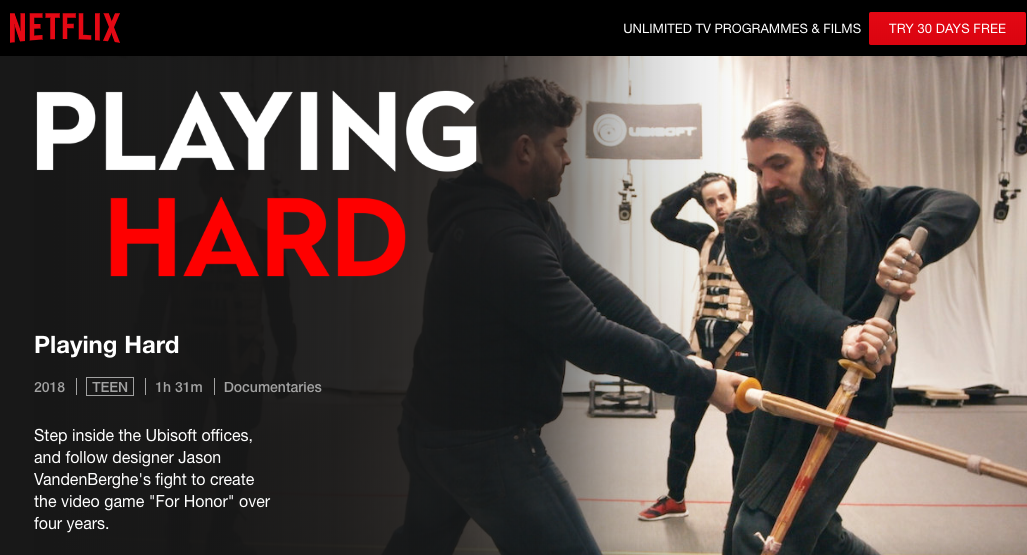 NETFLIX
UNLIMITED TV PROGRAMMES & FILMS
TRY 30 DAYS FREE
PLAYING
HARD
UBISOFT
Playing Hard
2018 | TEEN | 1h 31m | Documentaries
Step inside the Ubisoft offices,
and follow designer Jason
VandenBerghe's fight to create
the video game "For Honor" over
four years.